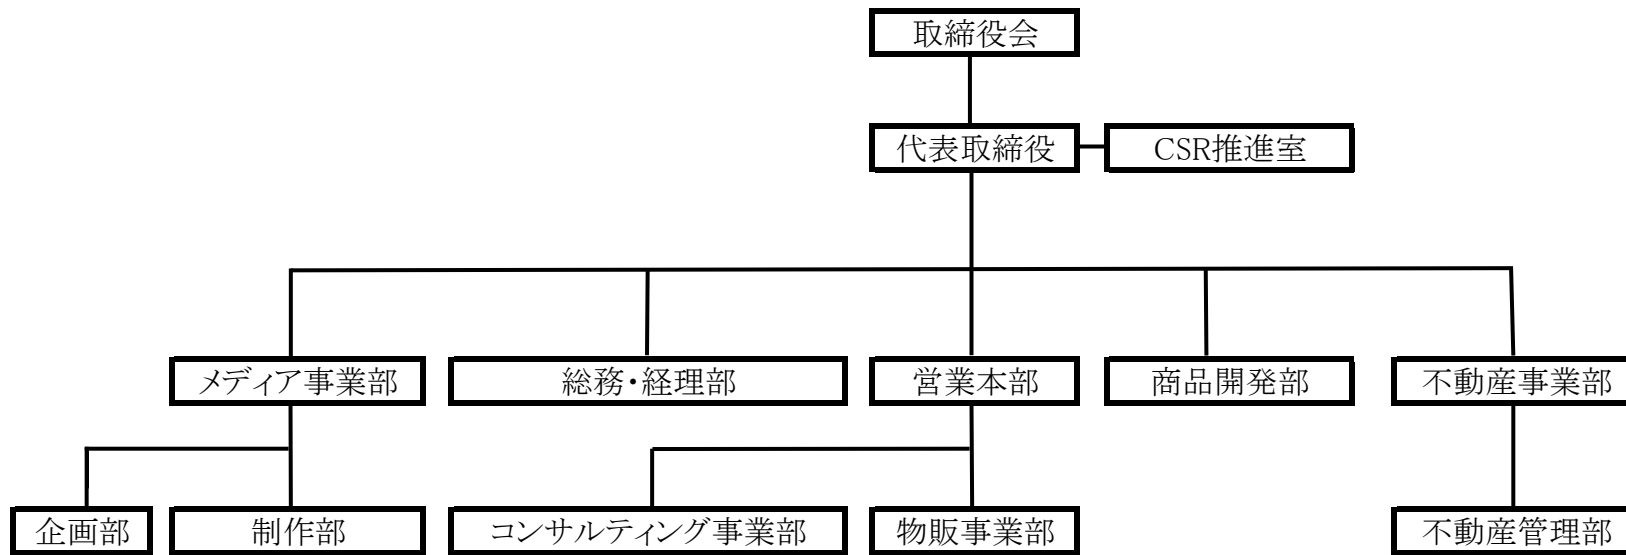 取締役会
代表取締役
CSR推進室
メディア事業部
総務・経理部
営業本部
商品開発部
不動産事業部
企画部
制作部
コンサルティング事業部
物販事業部
不動産管理部